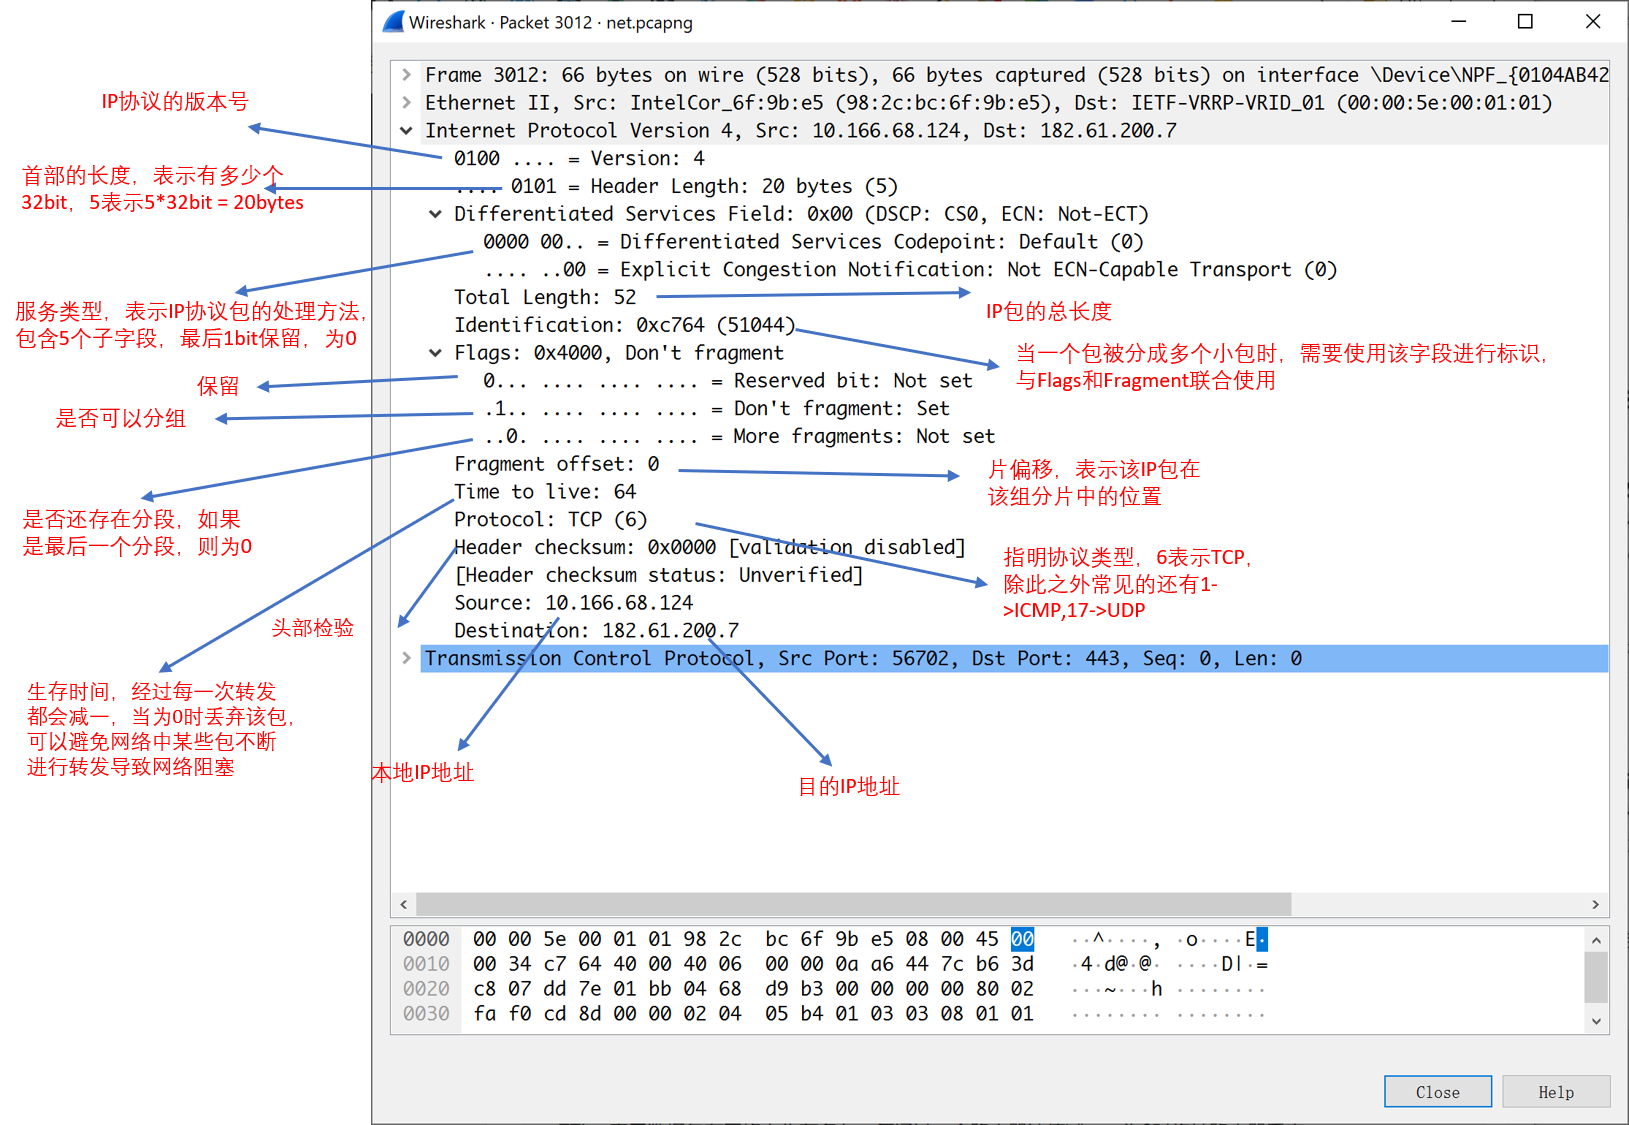 Wireshark · Packet 3012 · net.pcapng
Frame 3012: 66 bytes on wire (528 bits), 66 bytes captured (528 bits) on interface \Device\NPF_{0104AB42
Ethernet II, Src: IntelCor_6f:9b:e5 (98:2c:bc:6f:9b:e5), Dst: IETF-VRRP-VRID_01 (00:00:5e:00:01:01)
Internet Protocol Version 4, Src: 10.166.68.124, Dst: 182.61.200.7
0100 .... = Version: 4
.... 0101 = Header Length: 20 bytes (5)
Differentiated Services Field: 0x00 (DSCP: CS0, ECN: Not-ECT)
0000 00.. = Differentiated Services Codepoint: Default (0)
.... ..00 = Explicit Congestion Notification: Not ECN-Capable Transport (0)
Total Length: 52
Identification: 0xc764 (51044)
Flags: 0x4000, Don't fragment
0... .... .... .... = Reserved bit: Not set
.1.. .... .... .... = Don't fragment: Set
..0. .... .... .... = More fragments: Not set
Fragment offset: 0
Time to live: 64
Protocol: TCP (6)
Header checksum: 0x0000 [validation disabled]
[Header checksum status: Unverified]
Source: 10.166.68.124
Destination: 182.61.200.7
Transmission Control Protocol, Src Port: 56702, Dst Port: 443, Seq: 0, Len: 0
IP协议的版本号
首部的长度，表示有多少个
32bit，5表示5*32bit = 20bytes
服务类型，表示IP协议包的处理方法，
包含5个子字段，最后1bit保留，为0
保留
是否可以分组
是否还存在分段，如果
是最后一个分段，则为0
头部检验
生存时间，经过每一次转发
都会减一，当为0时丢弃该包，
可以避免网络中某些包不断
进行转发导致网络阻塞
本地IP地址
目的IP地址
IP包的总长度
当一个包被分成多个小包时，需要使用该字段进行标识，
与Flags和Fragment联合使用
片偏移，表示该IP包在
该组分片中的位置
指明协议类型，6表示TCP，
除此之外常见的还有1-
>ICMP,17->UDP
0000 00 00 5e 00 01 01 98 2c bc 6f 9b e5 08 00 45 00 ··^····, ·o····E·
0010 00 34 c7 64 40 00 40 06 00 00 0a a6 44 7c b6 3d ·4·d@·@· ····D|·=
0020 c8 07 dd 7e 01 bb 04 68 d9 b3 00 00 00 00 80 02 ···~···h ········
0030 fa f0 cd 8d 00 00 02 04 05 b4 01 03 03 08 01 01 ········ ········
Close
Help